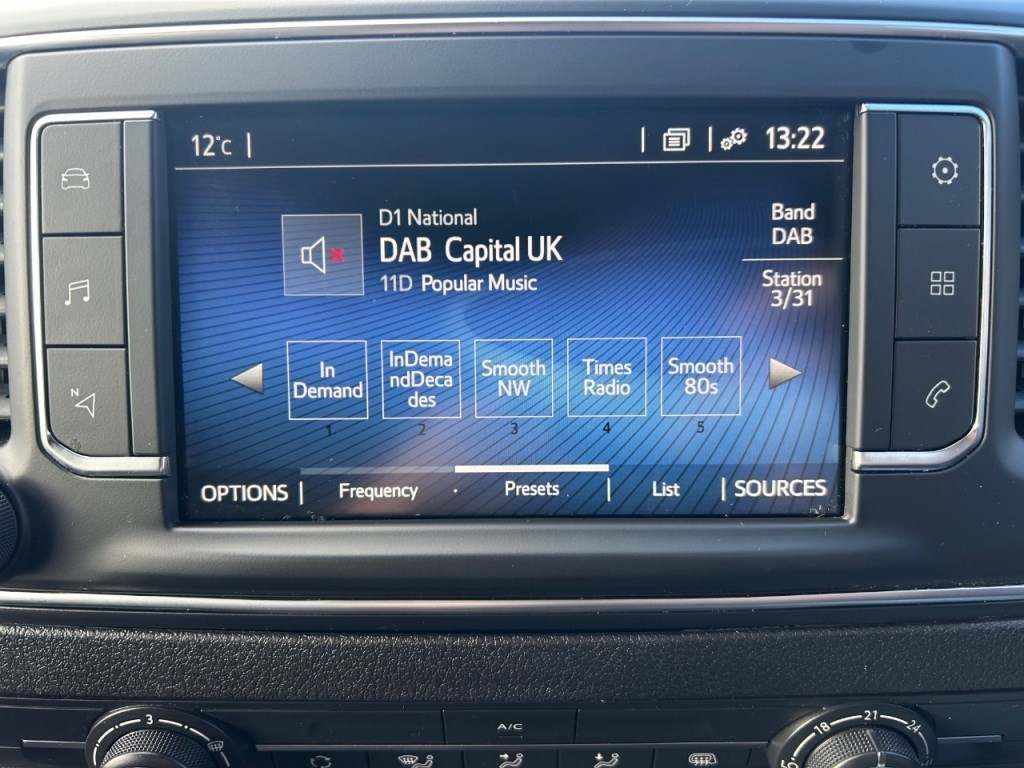 12°C
13:22
D1 National
DAB Capital UK
11D Popular Music
Band
DAB
Station
3/31
N
In
Demand
InDema
ndDeca
des
Smooth
NW
Times
Radio
Smooth
80s
1
2
3
4
5
OPTIONS
Frequency
Presets
List
SOURCES
3
A/C
18
21
24